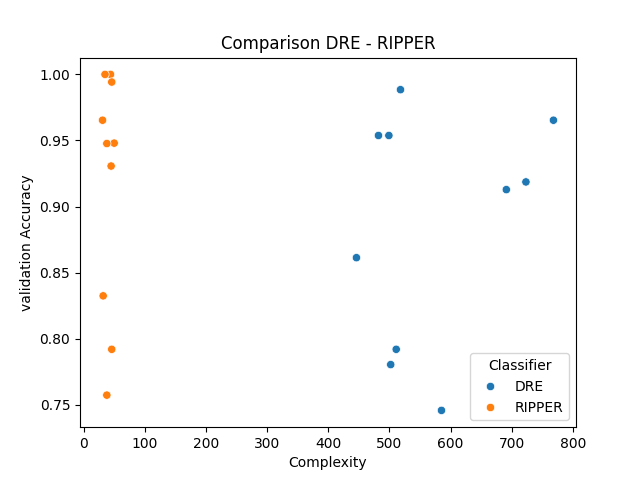 Comparison DRE - RIPPER
1.00
0.95
0.90
0.85
0.80
0.75
validation Accuracy
0 100 200 300 400 500 600 700 800
Complexity
Classifier
DRE
RIPPER